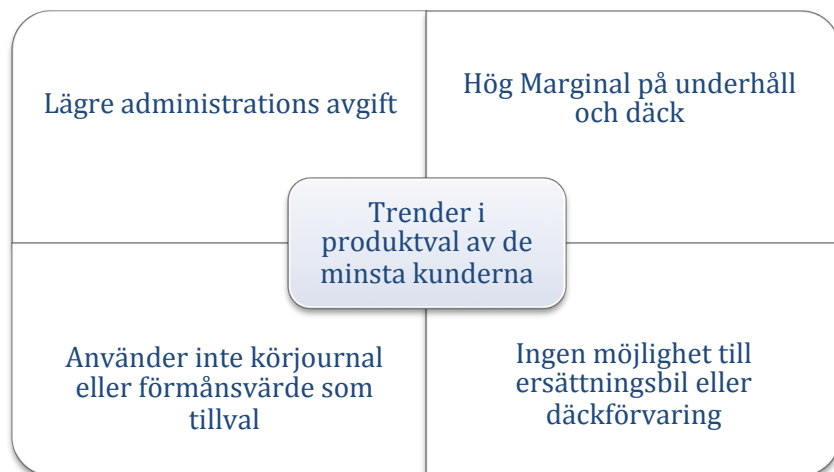 Lägre administrations avgift
Hög Marginal på underhåll
och däck
Trender i
produktval av de
minsta kunderna
Använder inte körjournal
eller förmånsvärde som
tillval
Ingen möjlighet till
ersättningsbil eller
däckförvaring